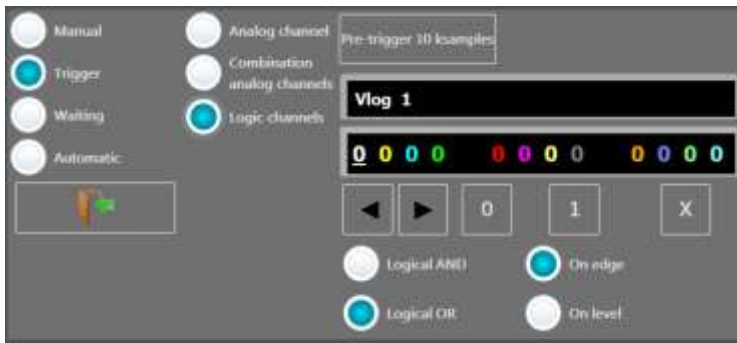 Manual
Analog channel
Pre-trigger 10 ksamples
Trigger
Combination
analog channels
Vlog 1
Waiting
Logic channels
0 0 0 0 0 0 0 0 0 0 0 0
Automatic
0
1
X
Logical AND
On edge
Logical OR
On level